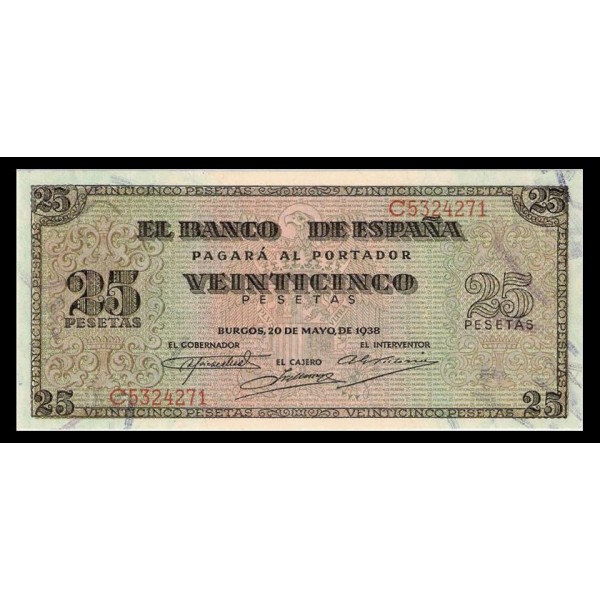 25 VEINTICINCO PESETAS VEINTICINCO PESETAS 25
C5324271
EL BANCO DE ESPAÑA
PAGARÁ AL PORTADOR
VEINTICINCO
PESETAS
25 PESETAS
25 PESETAS
BURGOS, 20 DE MAYO DE 1938
EL GOBERNADOR
EL CAJERO
EL INTERVENTOR
C5324271
25 VEINTICINCO PESETAS VEINTICINCO PESETAS 25